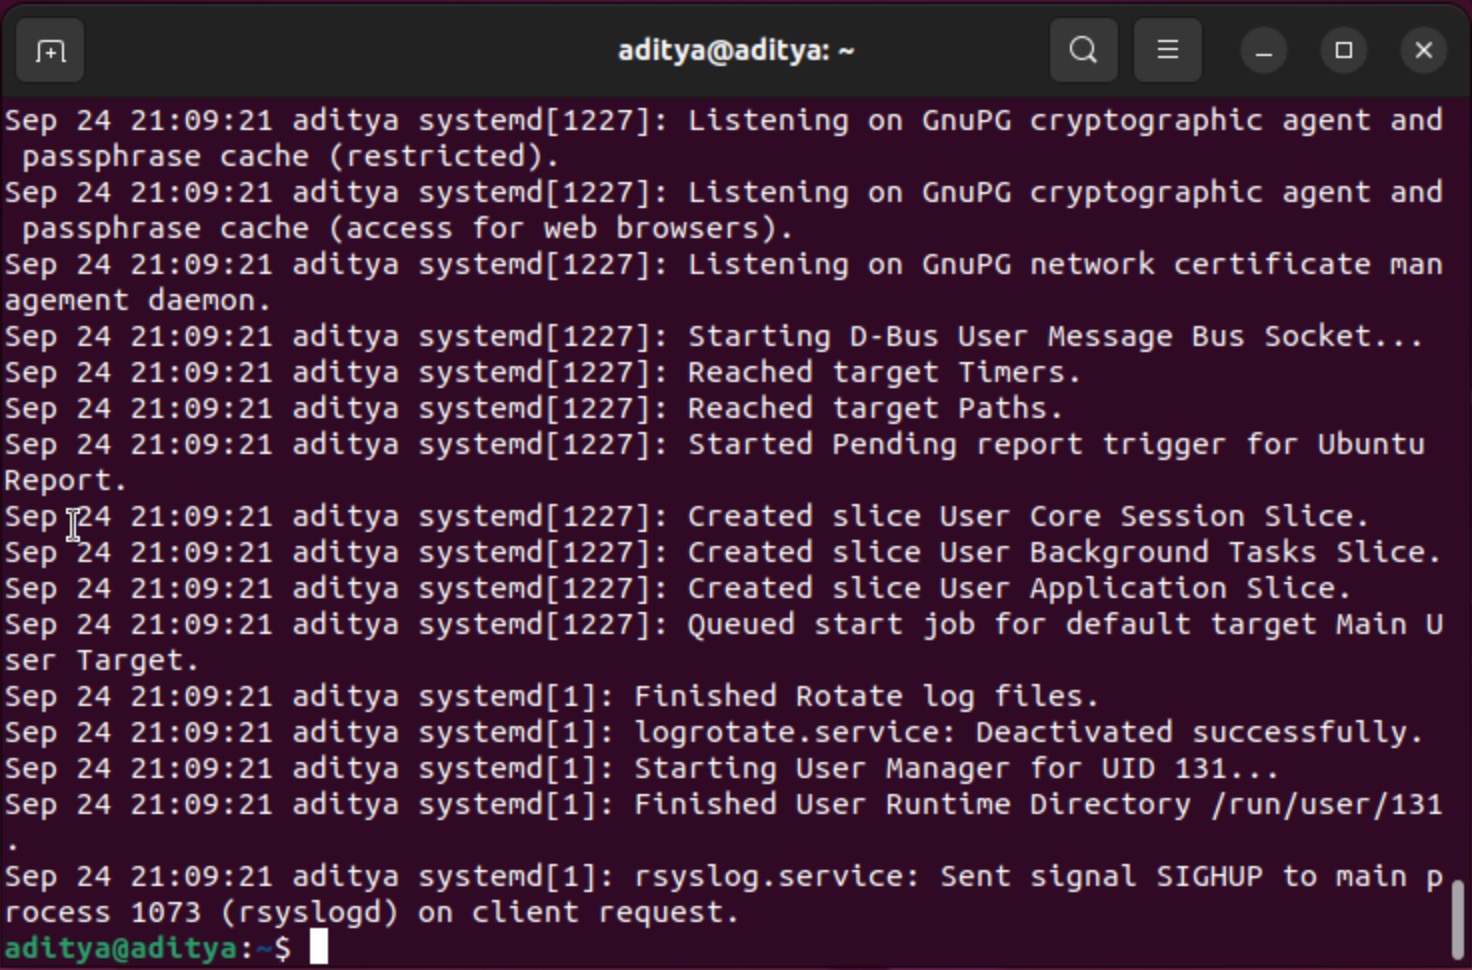 aditya@aditya: ~
Sep 24 21:09:21 aditya systemd[1227]: Listening on GnuPG cryptographic agent and
 passphrase cache (restricted).
Sep 24 21:09:21 aditya systemd[1227]: Listening on GnuPG cryptographic agent and
 passphrase cache (access for web browsers).
Sep 24 21:09:21 aditya systemd[1227]: Listening on GnuPG network certificate man
agement daemon.
Sep 24 21:09:21 aditya systemd[1227]: Starting D-Bus User Message Bus Socket...
Sep 24 21:09:21 aditya systemd[1227]: Reached target Timers.
Sep 24 21:09:21 aditya systemd[1227]: Reached target Paths.
Sep 24 21:09:21 aditya systemd[1227]: Started Pending report trigger for Ubuntu
Report.
Sep 24 21:09:21 aditya systemd[1227]: Created slice User Core Session Slice.
Sep 24 21:09:21 aditya systemd[1227]: Created slice User Background Tasks Slice.
Sep 24 21:09:21 aditya systemd[1227]: Created slice User Application Slice.
Sep 24 21:09:21 aditya systemd[1227]: Queued start job for default target Main U
ser Target.
Sep 24 21:09:21 aditya systemd[1]: Finished Rotate log files.
Sep 24 21:09:21 aditya systemd[1]: logrotate.service: Deactivated successfully.
Sep 24 21:09:21 aditya systemd[1]: Starting User Manager for UID 131...
Sep 24 21:09:21 aditya systemd[1]: Finished User Runtime Directory /run/user/131
.
Sep 24 21:09:21 aditya systemd[1]: rsyslog.service: Sent signal SIGHUP to main p
rocess 1073 (rsyslogd) on client request.
aditya@aditya:~$